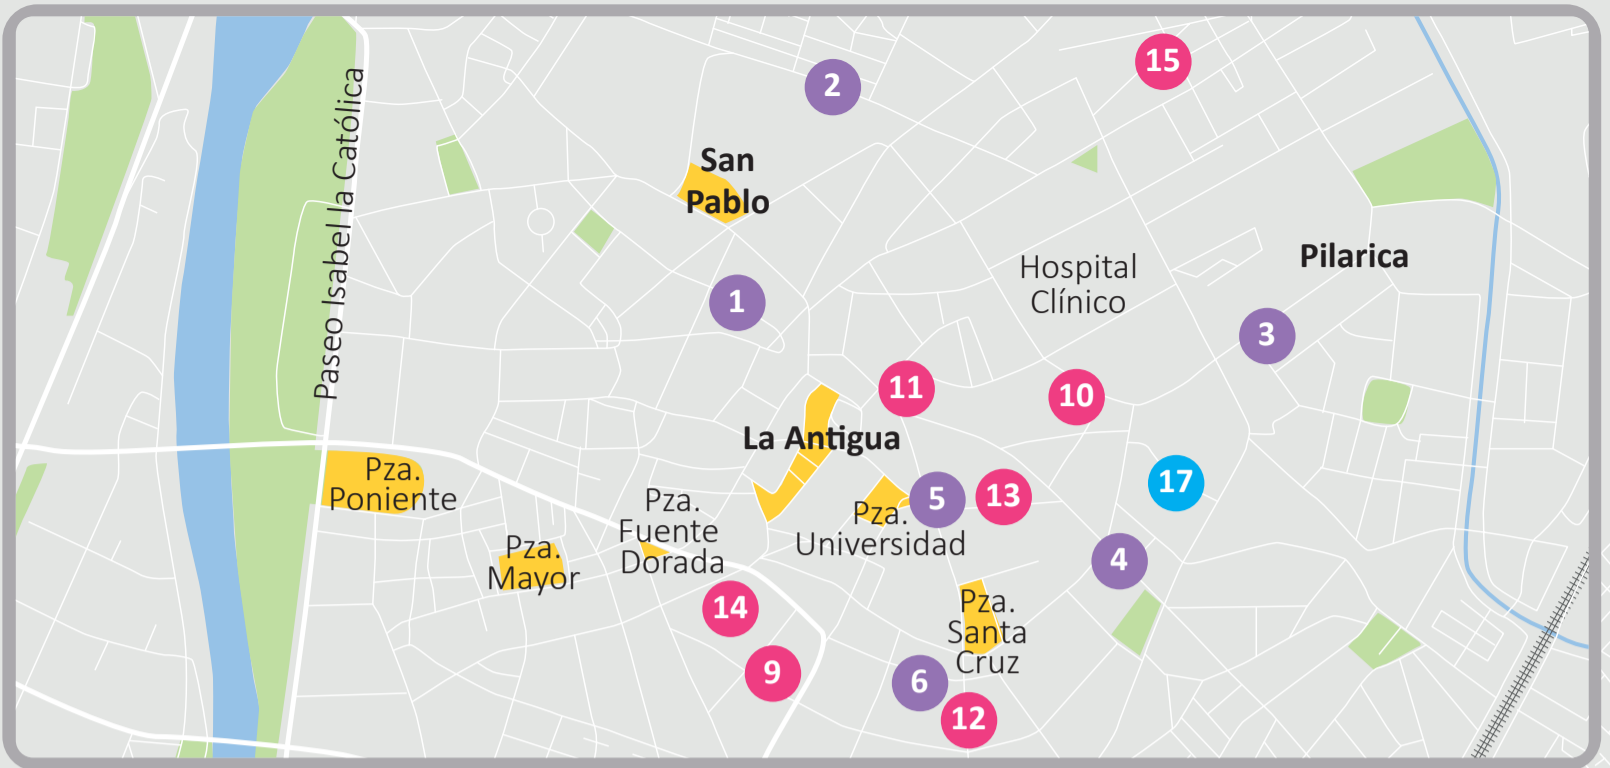 15
2
Paseo Isabel la Católica
San
Pablo
Pilarica
Hospital
Clínico
1
3
11
10
La Antigua
Pza.
Poniente
17
5
13
Pza.
Universidad
Pza.
Fuente
Dorada
Pza.
Mayor
4
14
Pza.
Santa
Cruz
9
6
12